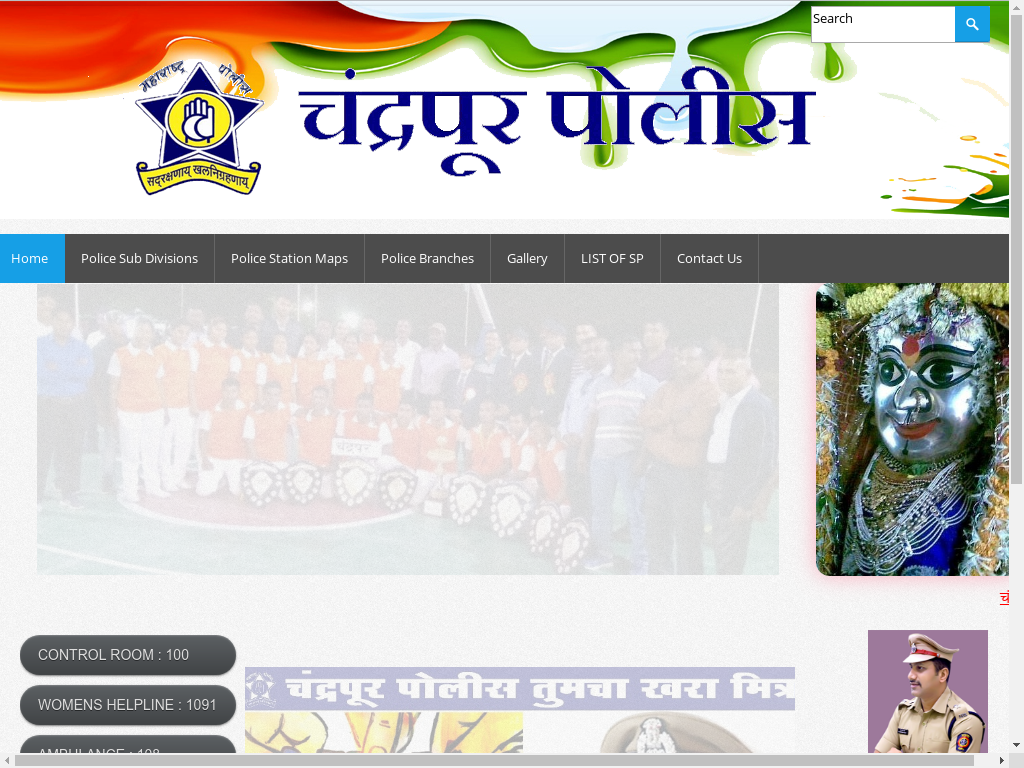 Search
महाराष्ट्र पोलीस
चंद्रपूर पोलीस
सद्रक्षणाय् खलनिग्रहणाय्
Home
Police Sub Divisions
Police Station Maps
Police Branches
Gallery
LIST OF SP
Contact Us
चंद्रपूर
चं
CONTROL ROOM : 100
चंद्रपूर पोलीस तुमचा खरा मित्र
WOMENS HELPLINE : 1091
AMBULANCE : 108